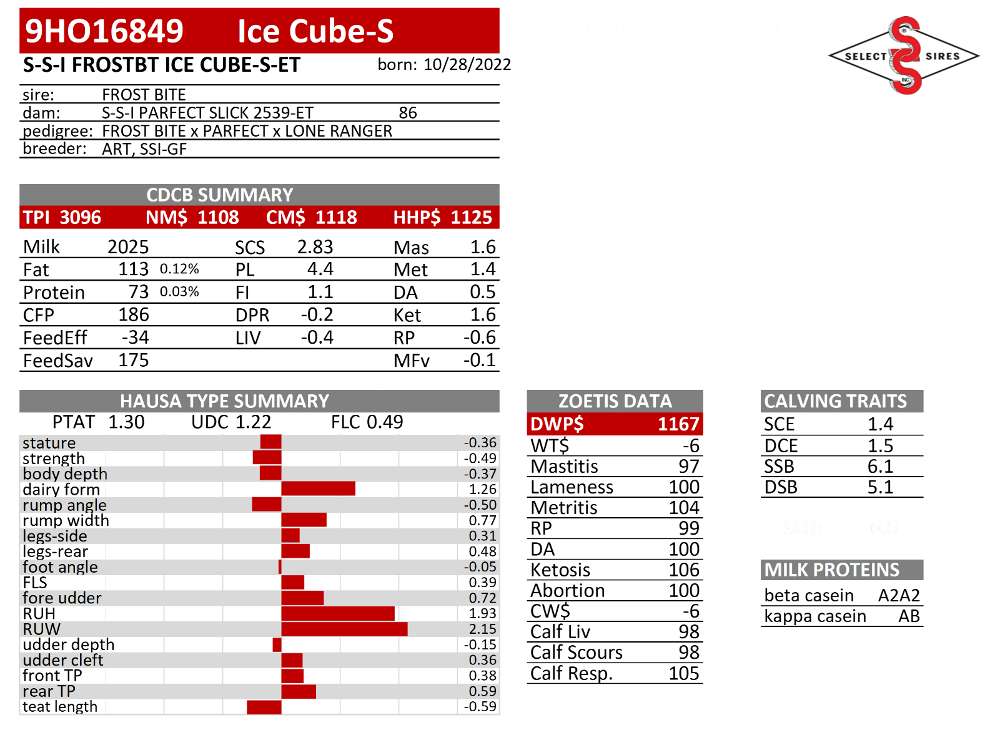 9HO16849 Ice Cube-S
S-S-I FROSTBT ICE CUBE-S-ET born: 10/28/2022
SELECT SIRES
®
INC.
sire: FROST BITE
dam: S-S-I PARFECT SLICK 2539-ET 86
pedigree: FROST BITE x PARFECT x LONE RANGER
breeder: ART, SSI-GF
CDCB SUMMARY
TPI 3096 NM$ 1108 CM$ 1118 HHP$ 1125
Milk 2025 SCS 2.83 Mas 1.6
Fat 113 0.12% PL 4.4 Met 1.4
Protein 73 0.03% FI 1.1 DA 0.5
CFP 186 DPR -0.2 Ket 1.6
FeedEff -34 LIV -0.4 RP -0.6
FeedSav 175 MFv -0.1
HAUSA TYPE SUMMARY
PTAT 1.30 UDC 1.22 FLC 0.49
stature -0.36
strength -0.49
body depth -0.37
dairy form 1.26
rump angle -0.50
rump width 0.77
legs-side 0.31
legs-rear 0.48
foot angle -0.05
FLS 0.39
fore udder 0.72
RUH 1.93
RUW 2.15
udder depth -0.15
udder cleft 0.36
front TP 0.38
rear TP 0.59
teat length -0.59
ZOETIS DATA
DWP$ 1167
WT$ -6
Mastitis 97
Lameness 100
Metritis 104
RP 99
DA 100
Ketosis 106
Abortion 100
CW$ -6
Calf Liv 98
Calf Scours 98
Calf Resp. 105
CALVING TRAITS
SCE 1.4
DCE 1.5
SSB 6.1
DSB 5.1
MILK PROTEINS
beta casein A2A2
kappa casein AB